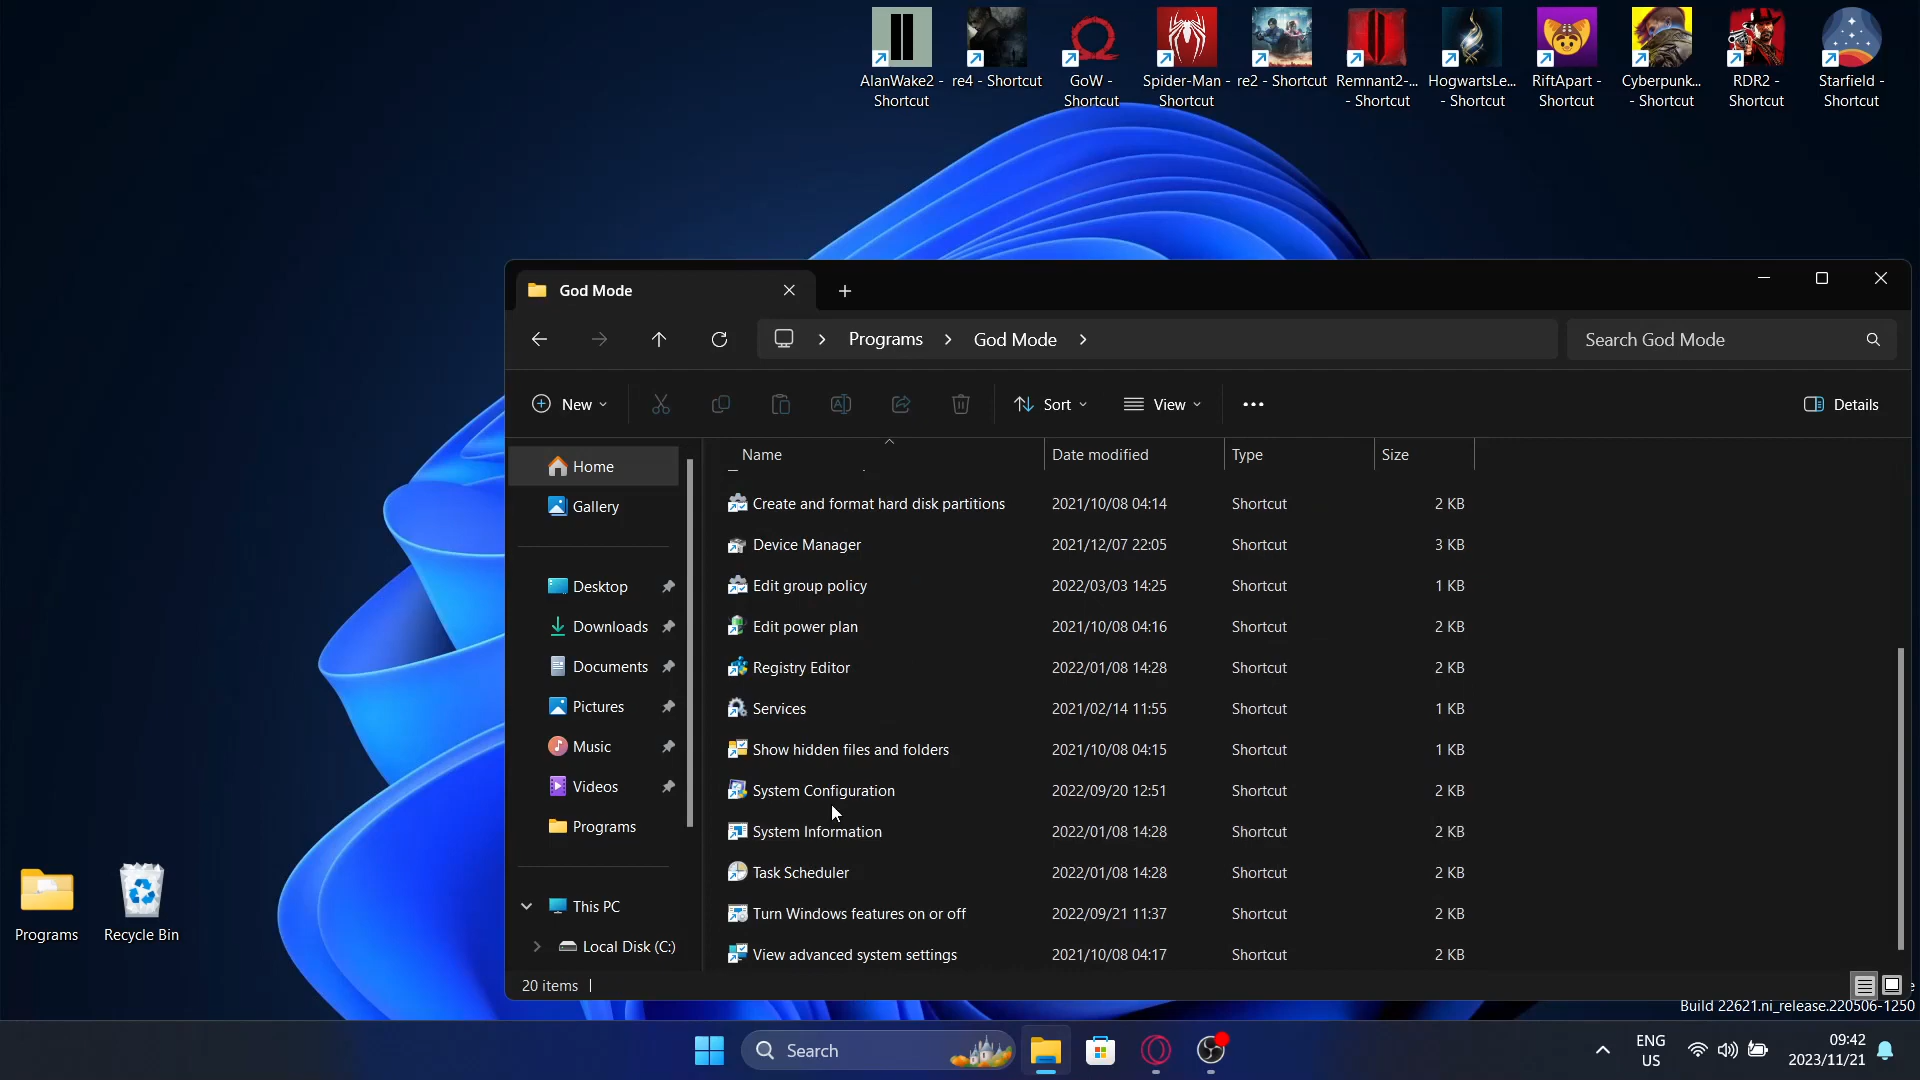 AlanWake2 -
Shortcut
re4 - Shortcut
GoW -
Shortcut
Spider-Man -
Shortcut
re2 - Shortcut
Remnant2-...
- Shortcut
HogwartsLe...
- Shortcut
RiftApart -
Shortcut
Cyberpunk...
- Shortcut
RDR2 -
Shortcut
Starfield -
Shortcut
God Mode
Programs
God Mode
Search God Mode
New
Sort
View
Details
Name
Date modified
Type
Size
Home
Gallery
Desktop
Downloads
Documents
Pictures
Music
Videos
Programs
This PC
Local Disk (C:)
Create and format hard disk partitions 2021/10/08 04:14 Shortcut 2 KB
Device Manager 2021/12/07 22:05 Shortcut 3 KB
Edit group policy 2022/03/03 14:25 Shortcut 1 KB
Edit power plan 2021/10/08 04:16 Shortcut 2 KB
Registry Editor 2022/01/08 14:28 Shortcut 2 KB
Services 2021/02/14 11:55 Shortcut 1 KB
Show hidden files and folders 2021/10/08 04:15 Shortcut 1 KB
System Configuration 2022/09/20 12:51 Shortcut 2 KB
System Information 2022/01/08 14:28 Shortcut 2 KB
Task Scheduler 2022/01/08 14:28 Shortcut 2 KB
Turn Windows features on or off 2022/09/21 11:37 Shortcut 2 KB
View advanced system settings 2021/10/08 04:17 Shortcut 2 KB
20 items
Programs
Recycle Bin
Build 22621.ni_release.220506-1250
Search
ENG
US
09:42
2023/11/21